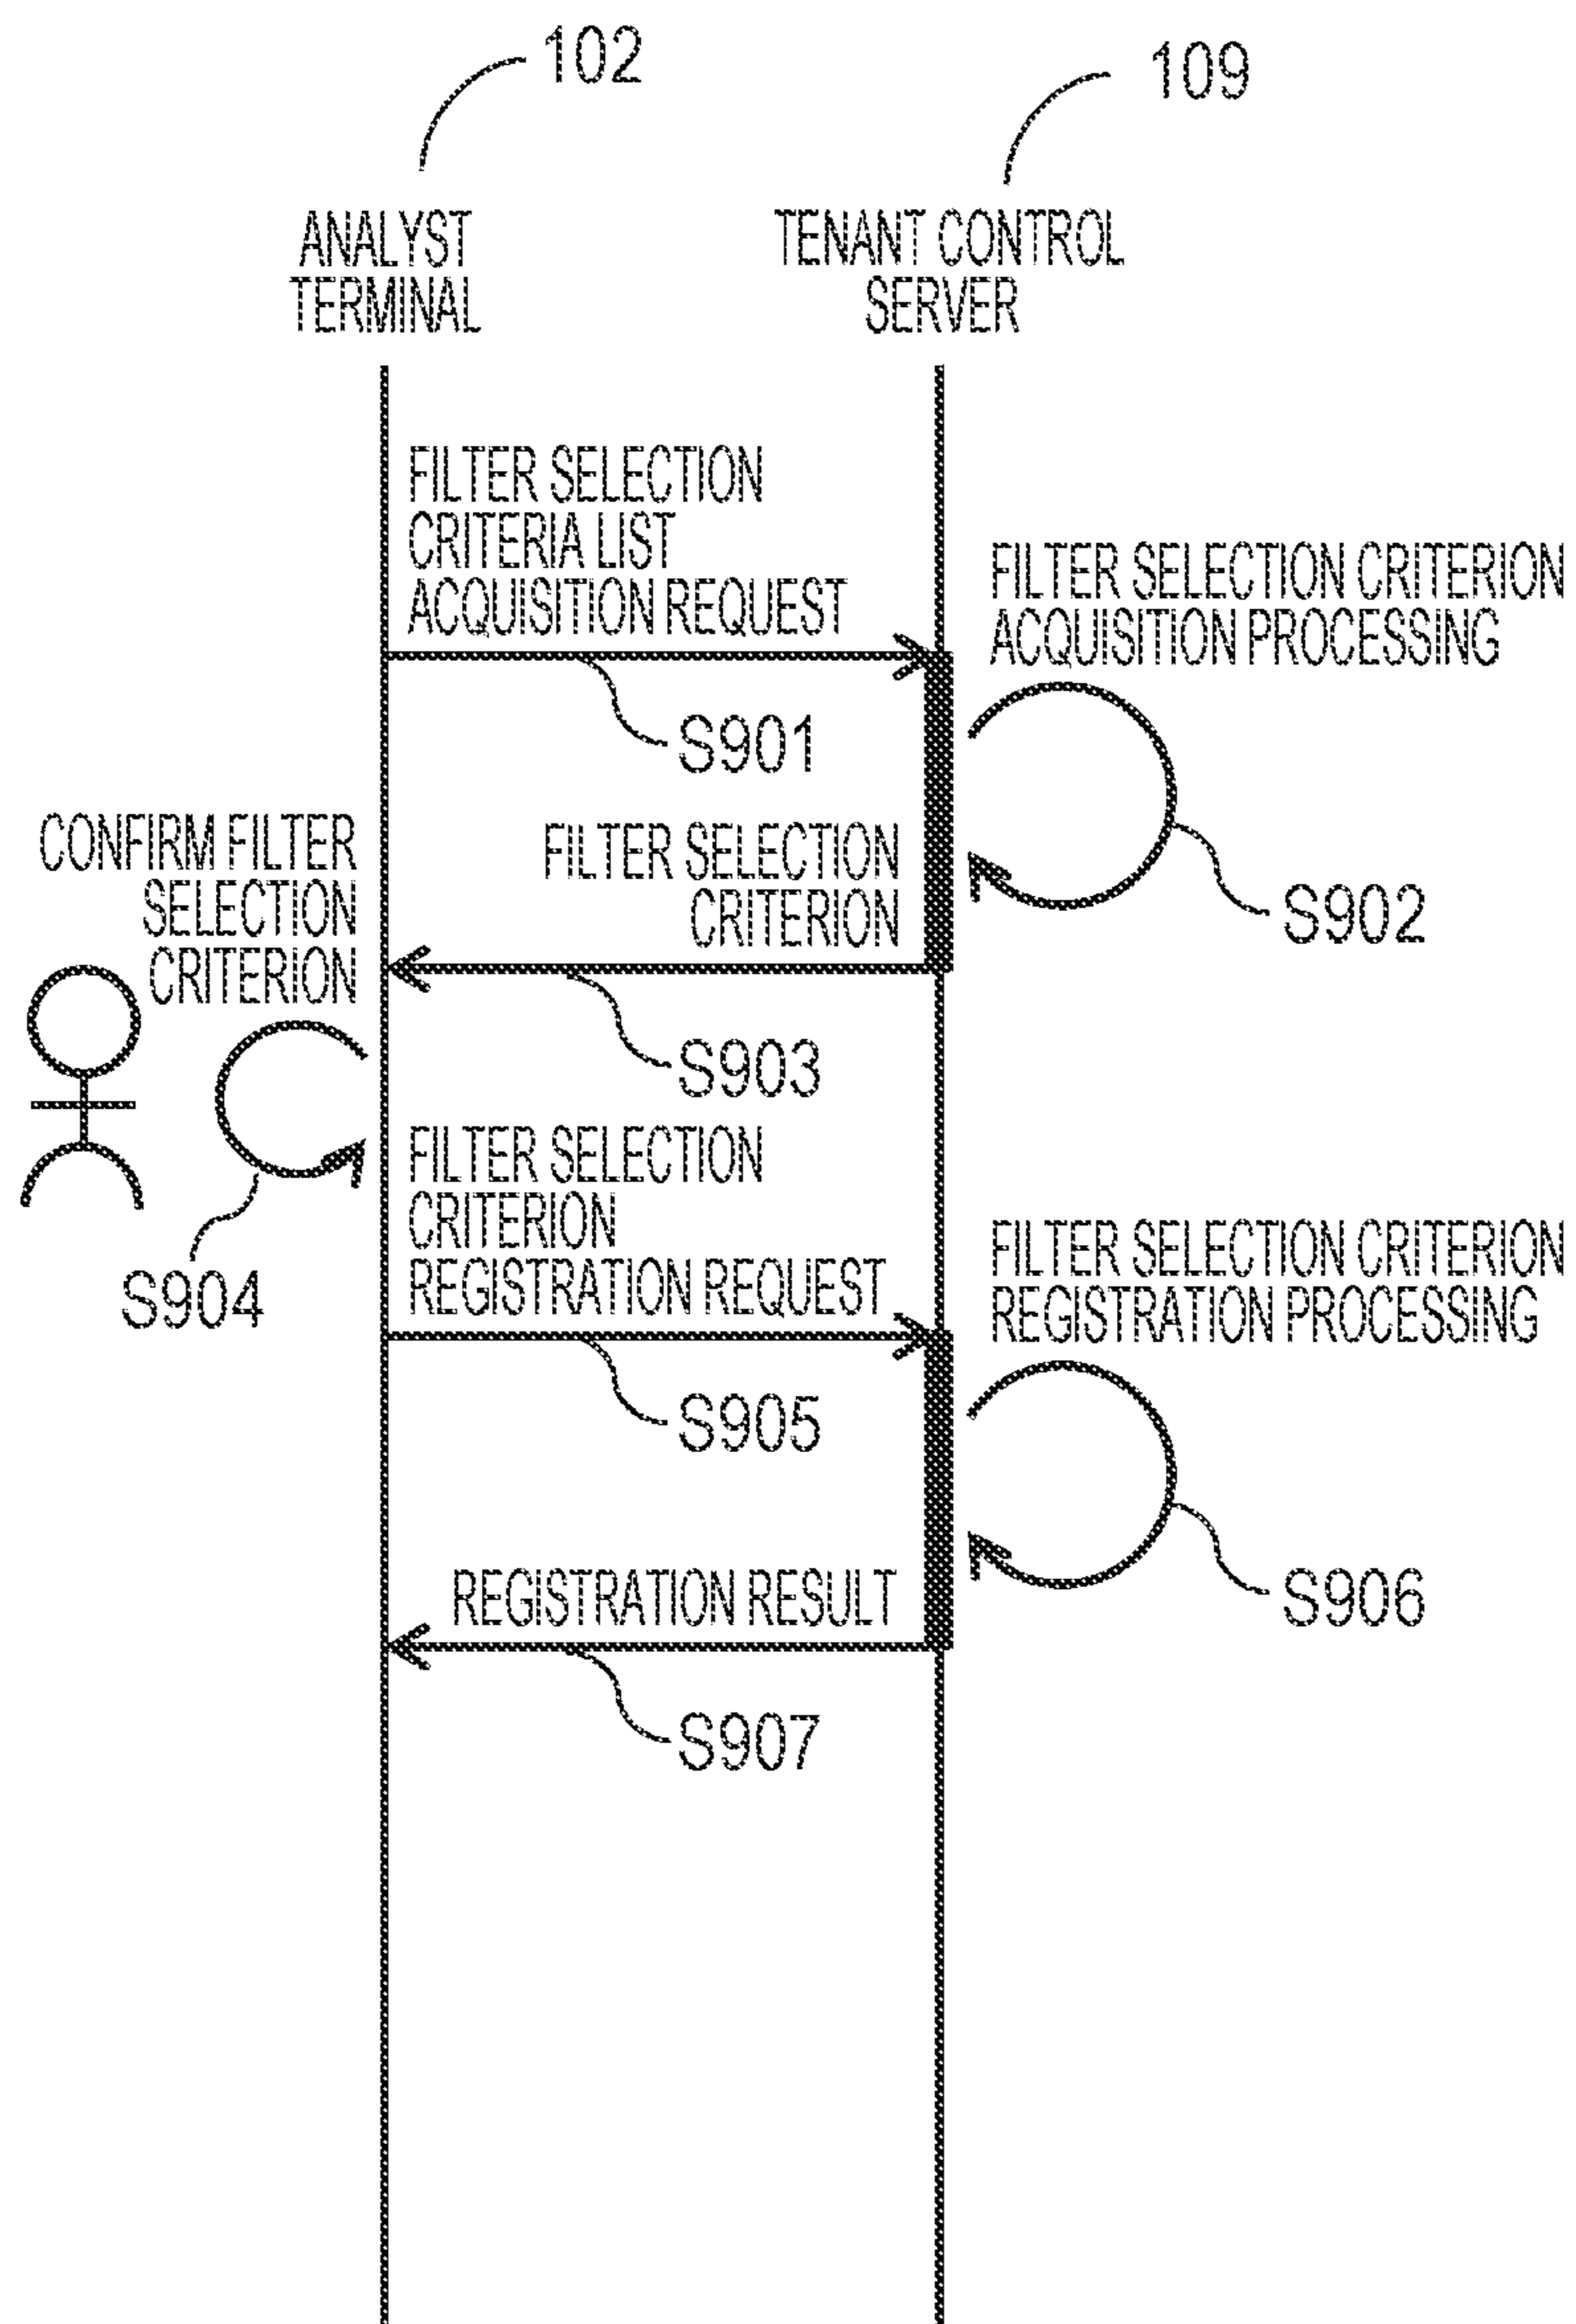 102
109
ANALYST
TERMINAL
TENANT CONTROL
SERVER
FILTER SELECTION
CRITERIA LIST
ACQUISITION REQUEST
FILTER SELECTION CRITERION
ACQUISITION PROCESSING
S901
S902
FILTER SELECTION
CRITERION
S903
CONFIRM FILTER
SELECTION
CRITERION
S904
FILTER SELECTION
CRITERION
REGISTRATION REQUEST
FILTER SELECTION CRITERION
REGISTRATION PROCESSING
S905
S906
REGISTRATION RESULT
S907